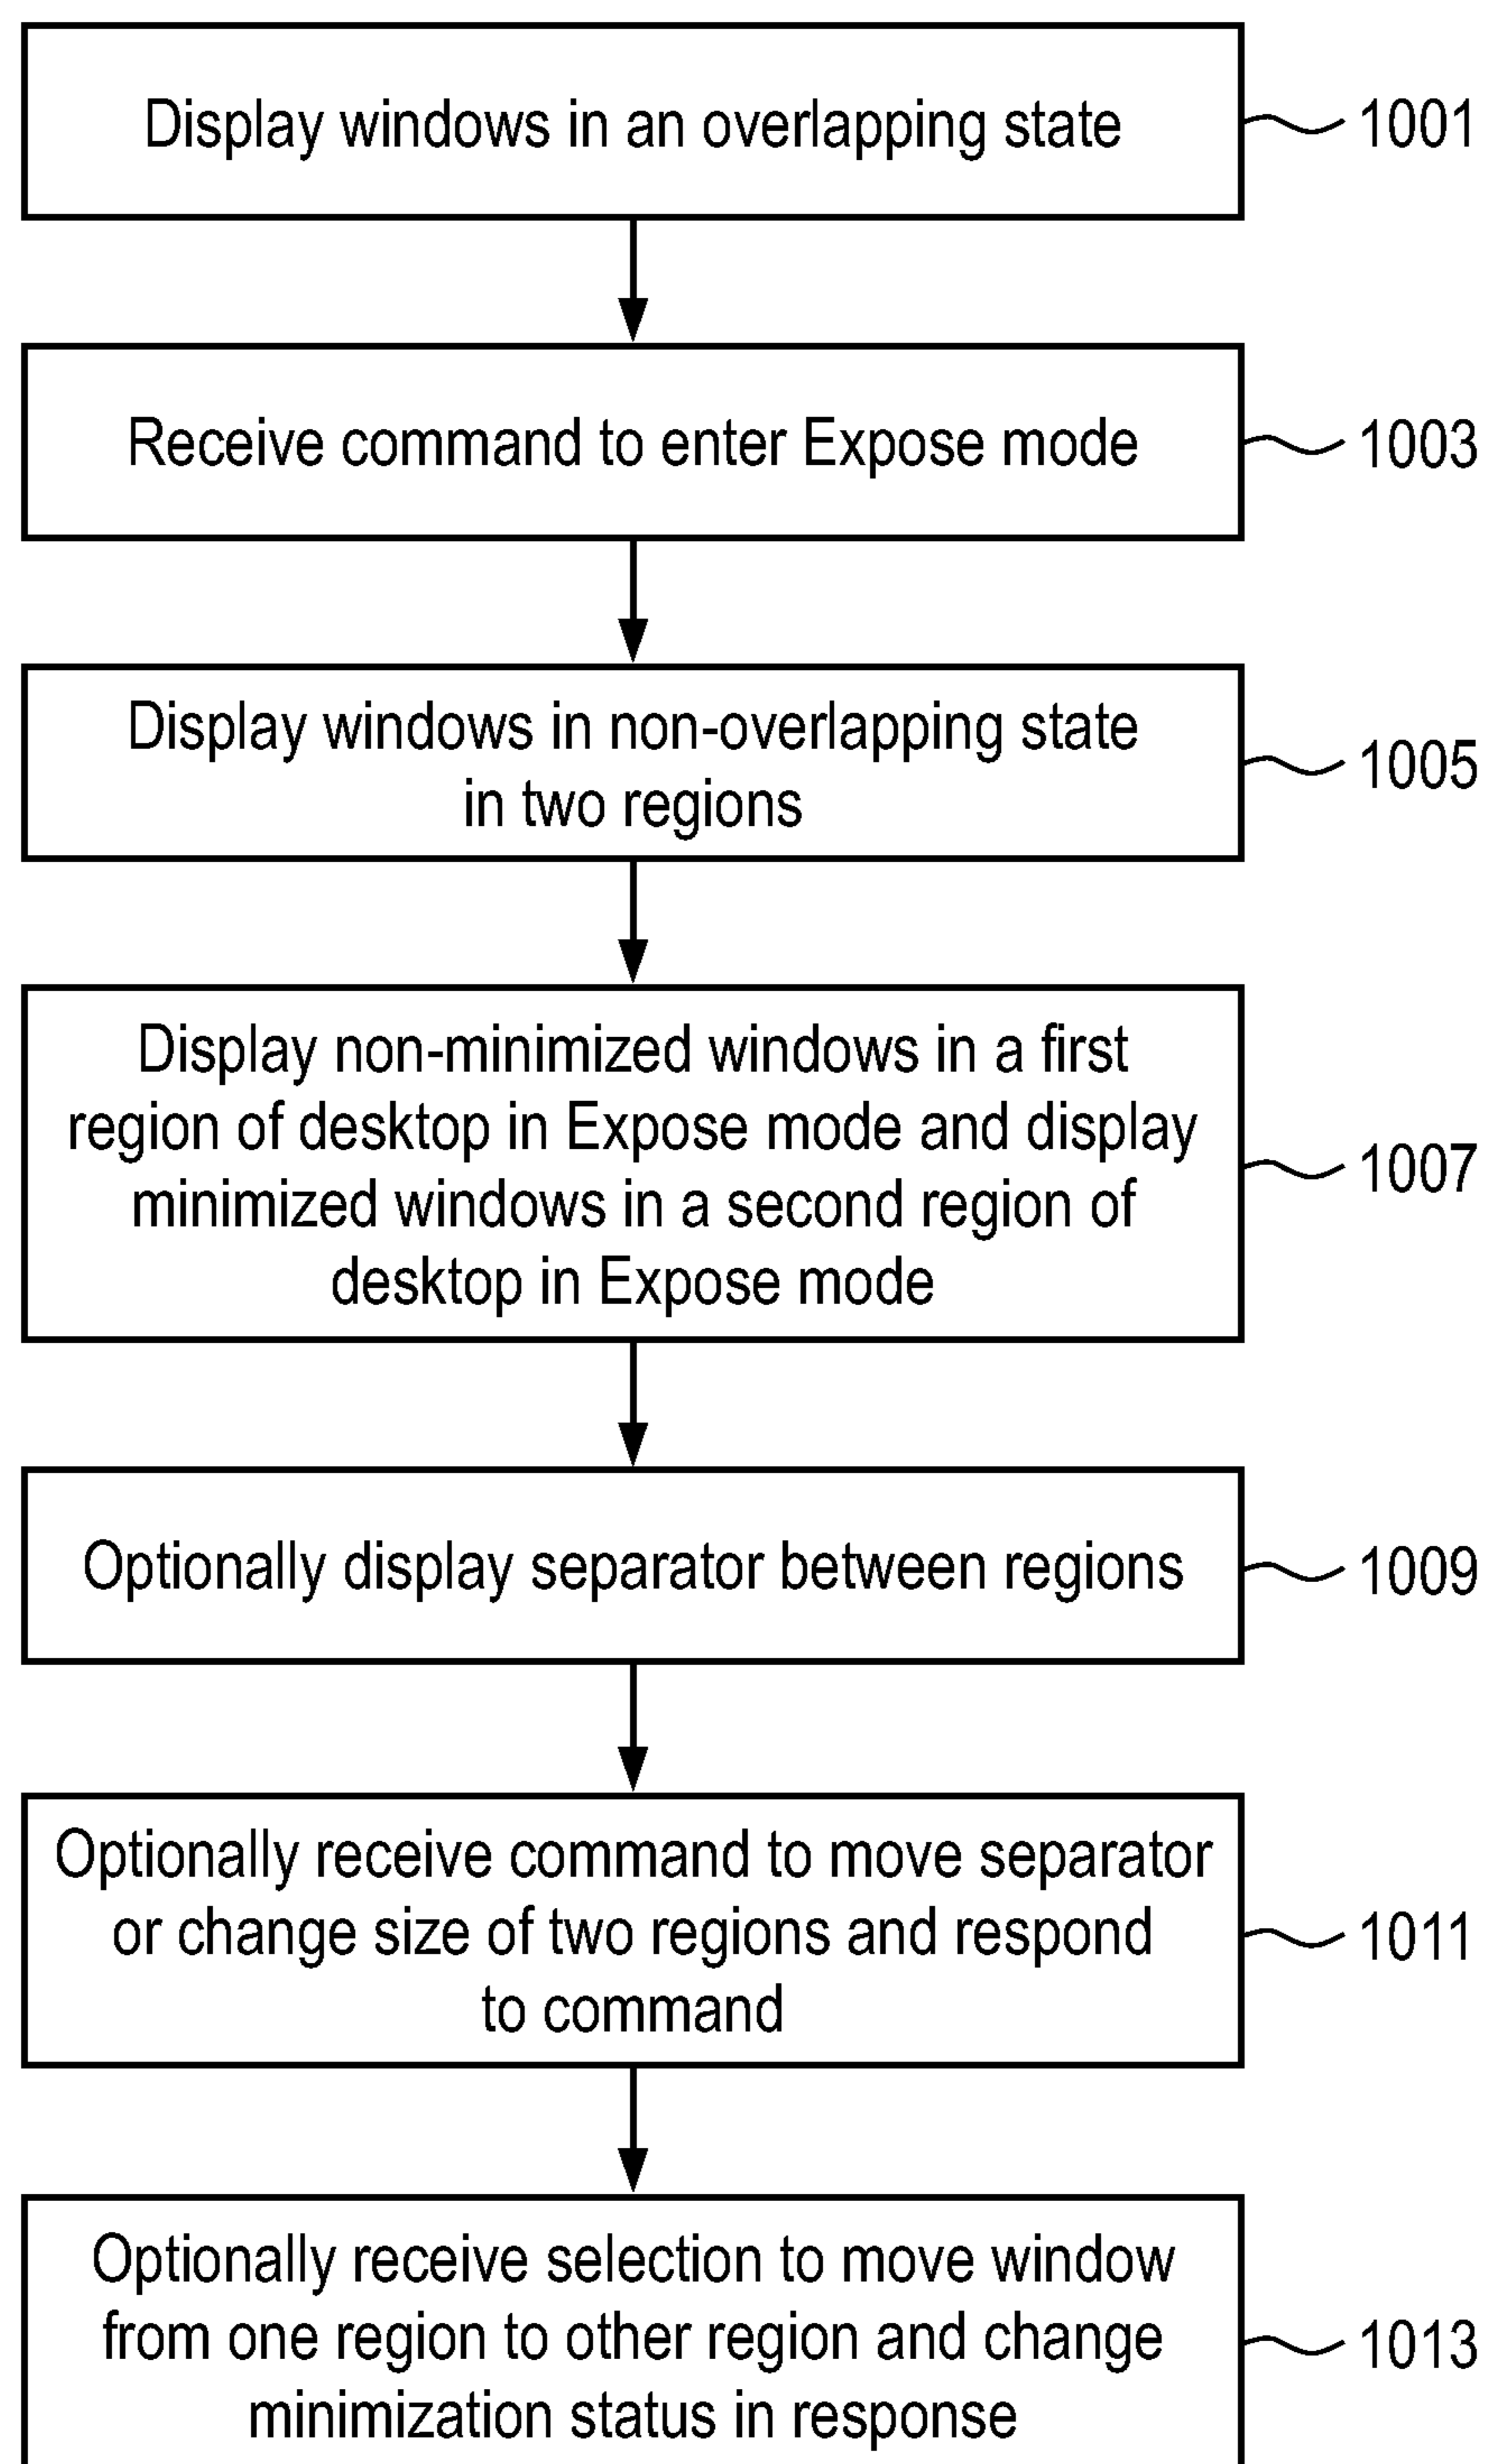 Display windows in an overlapping state
1001
Receive command to enter Expose mode
1003
Display windows in non-overlapping state
in two regions
1005
Display non-minimized windows in a first
region of desktop in Expose mode and display
minimized windows in a second region of
desktop in Expose mode
1007
Optionally display separator between regions
1009
Optionally receive command to move separator
or change size of two regions and respond
to command
1011
Optionally receive selection to move window
from one region to other region and change
minimization status in response
1013